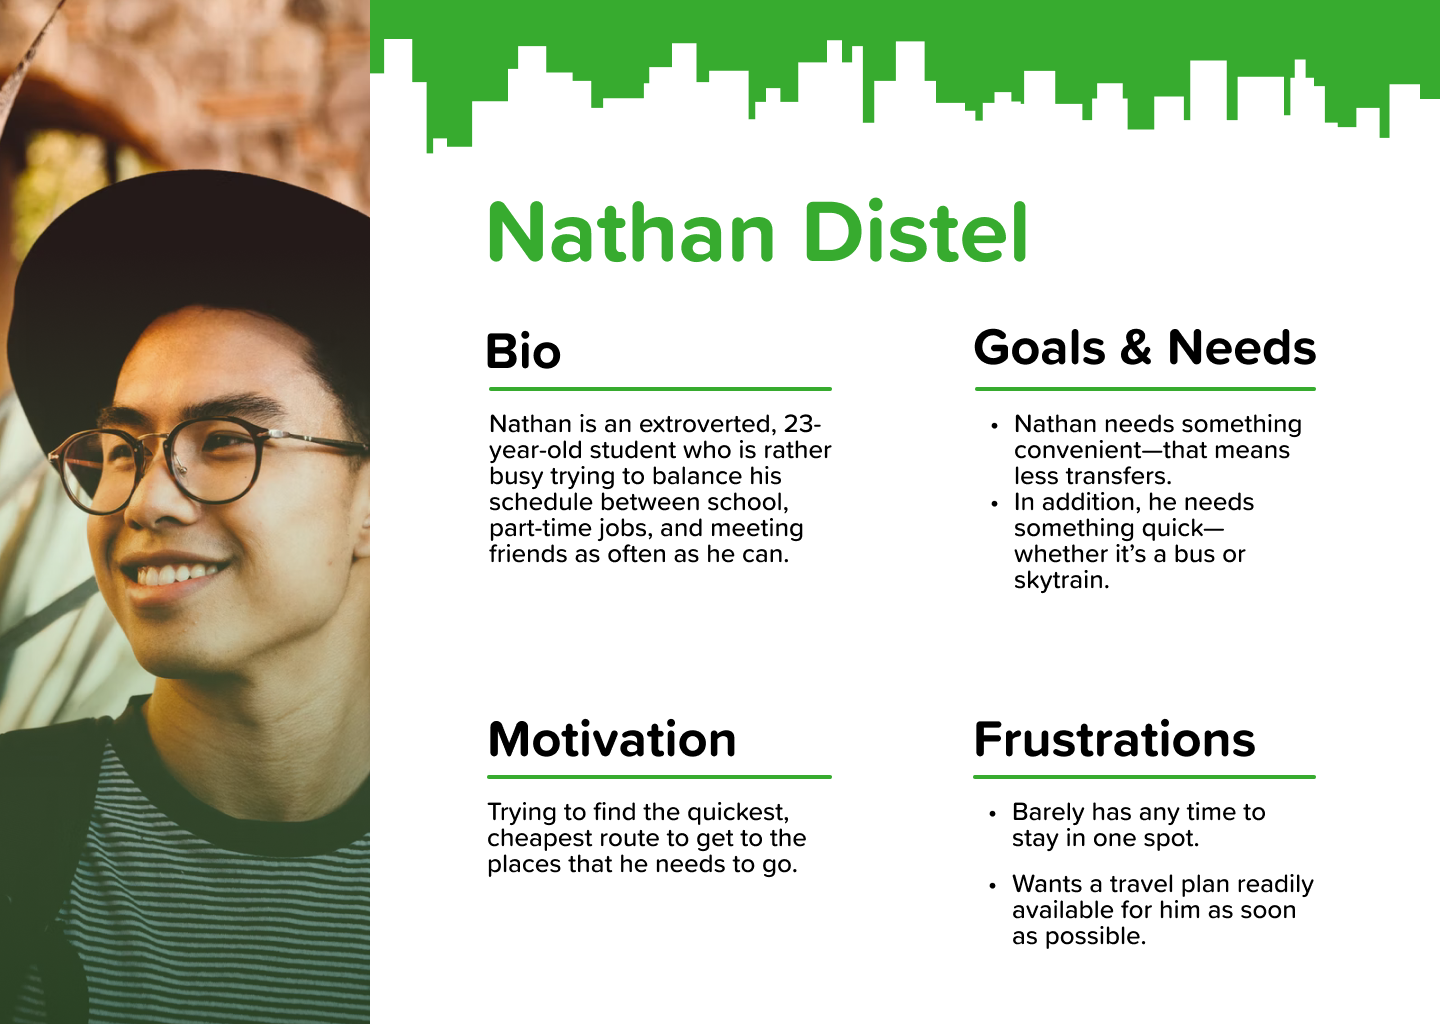 Nathan Distel
Bio
Nathan is an extroverted, 23-
year-old student who is rather
busy trying to balance his
schedule between school,
part-time jobs, and meeting
friends as often as he can.
Goals & Needs
• Nathan needs something
convenient—that means
less transfers.
• In addition, he needs
something quick—
whether it’s a bus or
skytrain.
Motivation
Trying to find the quickest,
cheapest route to get to the
places that he needs to go.
Frustrations
• Barely has any time to
stay in one spot.
• Wants a travel plan readily
available for him as soon
as possible.